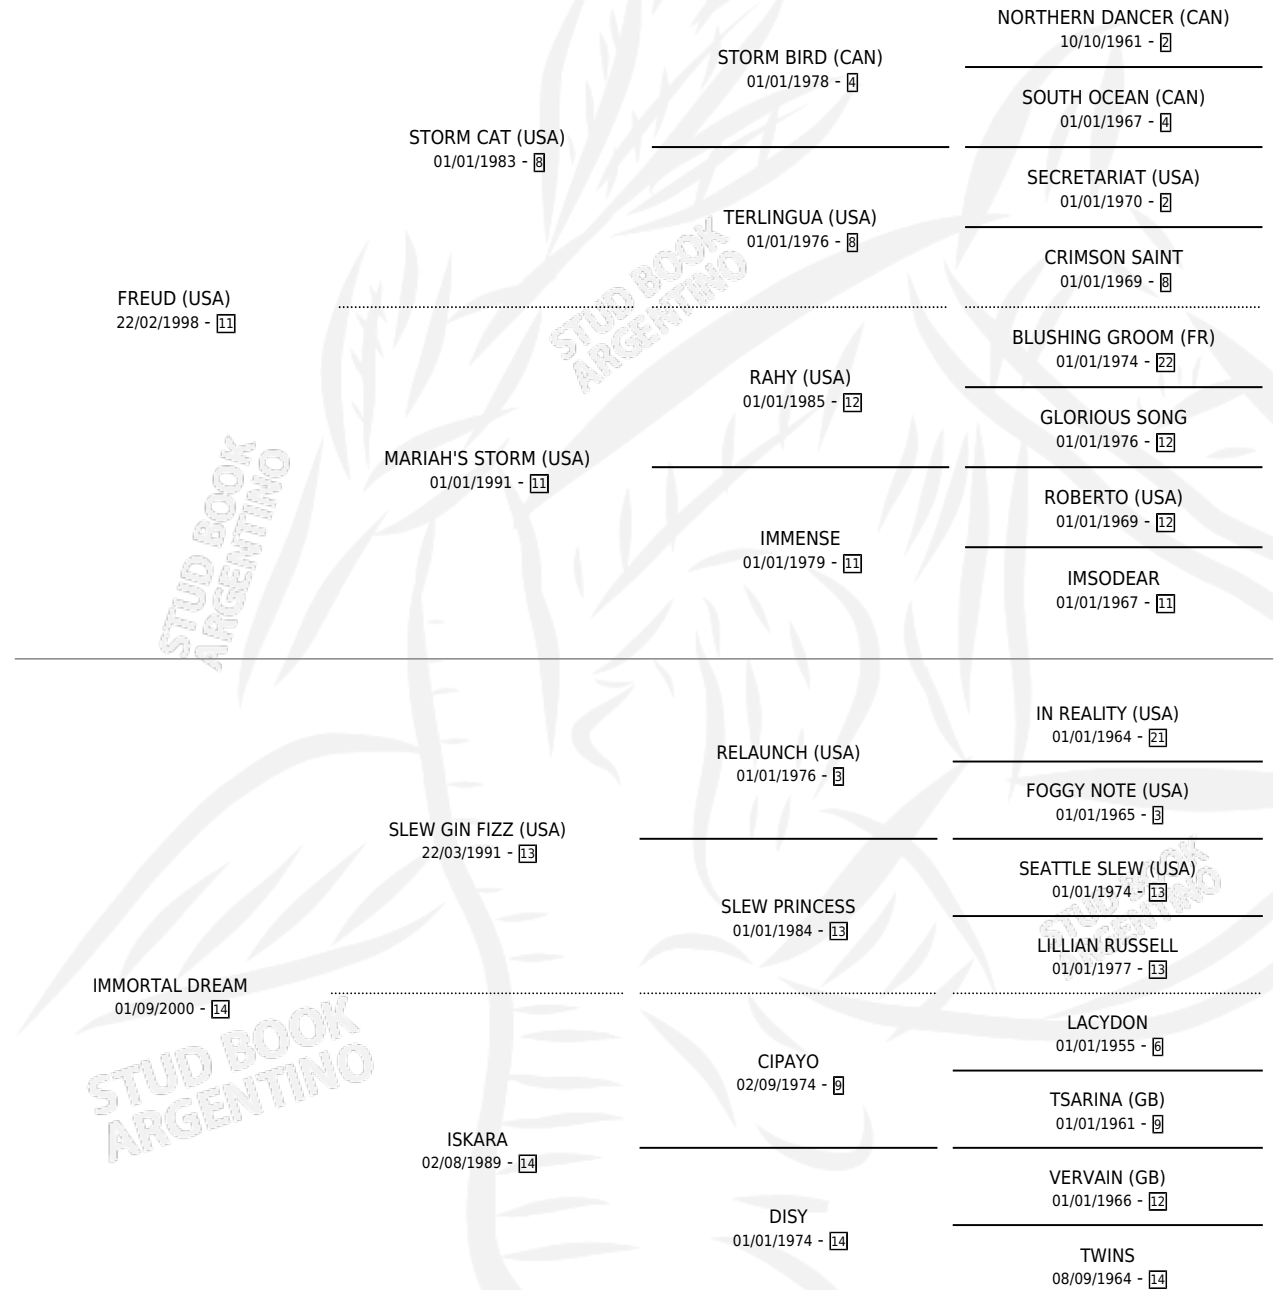 NORTHERN DANCER (CAN)
10/10/1961 - 2
STORM BIRD (CAN)
01/01/1978 - 4
SOUTH OCEAN (CAN)
01/01/1967 - 4
STORM CAT (USA)
01/01/1983 - 8
SECRETARIAT (USA)
01/01/1970 - 2
TERLINGUA (USA)
01/01/1976 - 8
CRIMSON SAINT
01/01/1969 - 8
FREUD (USA)
22/02/1998 - 11
BLUSHING GROOM (FR)
01/01/1974 - 22
RAHY (USA)
01/01/1985 - 12
GLORIOUS SONG
01/01/1976 - 12
MARIAH'S STORM (USA)
01/01/1991 - 11
ROBERTO (USA)
01/01/1969 - 12
IMMENSE
01/01/1979 - 11
IMSODEAR
01/01/1967 - 11
IN REALITY (USA)
01/01/1964 - 21
RELAUNCH (USA)
01/01/1976 - 3
FOGGY NOTE (USA)
01/01/1965 - 3
SLEW GIN FIZZ (USA)
22/03/1991 - 13
SEATTLE SLEW (USA)
01/01/1974 - 13
SLEW PRINCESS
01/01/1984 - 13
LILLIAN RUSSELL
01/01/1977 - 13
IMMORTAL DREAM
01/09/2000 - 14
LACYDON
01/01/1955 - 6
CIPAYO
02/09/1974 - 9
TSARINA (GB)
01/01/1961 - 9
ISKARA
02/08/1989 - 14
VERVAIN (GB)
01/01/1966 - 12
DISY
01/01/1974 - 14
TWINS
08/09/1964 - 14
STUD BOOK
ARGENTINO
STUD BOOK
ARGENTINO
STUD BOOK
ARGENTINO
STUD BOOK
ARGENTINO